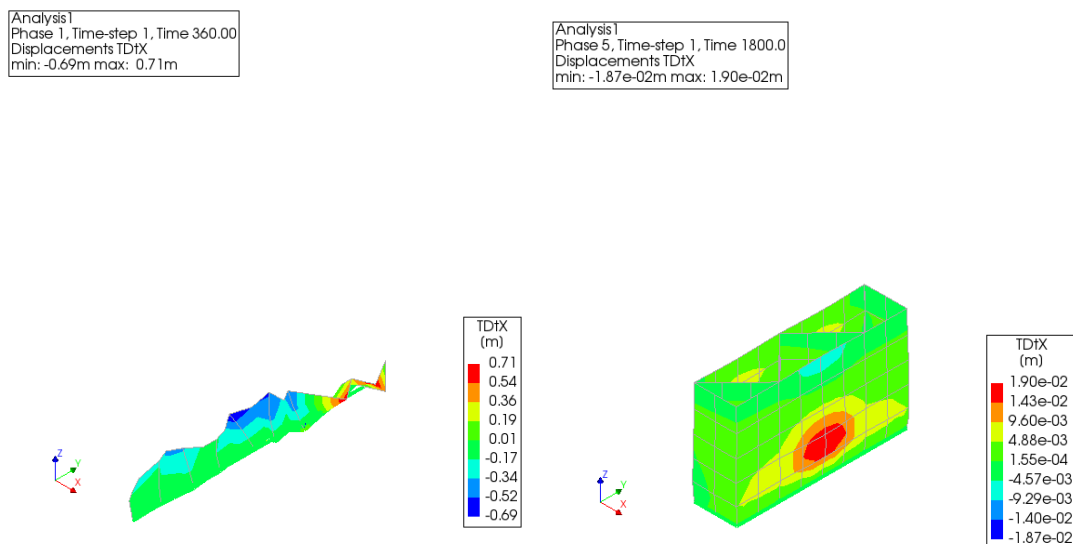 Analysis1
Phase 1, Time-step 1, Time 360.00
Displacements TDtX
min: -0.69m max: 0.71m
Analysis1
Phase 5, Time-step 1, Time 1800.0
Displacements TDtX
min: -1.87e-02m max: 1.90e-02m
TDtX
(m)
0.71
0.54
0.36
0.19
0.01
-0.17
-0.34
-0.52
-0.69
Z
Y
X
TDtX
(m)
1.90e-02
1.43e-02
9.60e-03
4.88e-03
1.55e-04
-4.57e-03
-9.29e-03
-1.40e-02
-1.87e-02
Z
Y
X